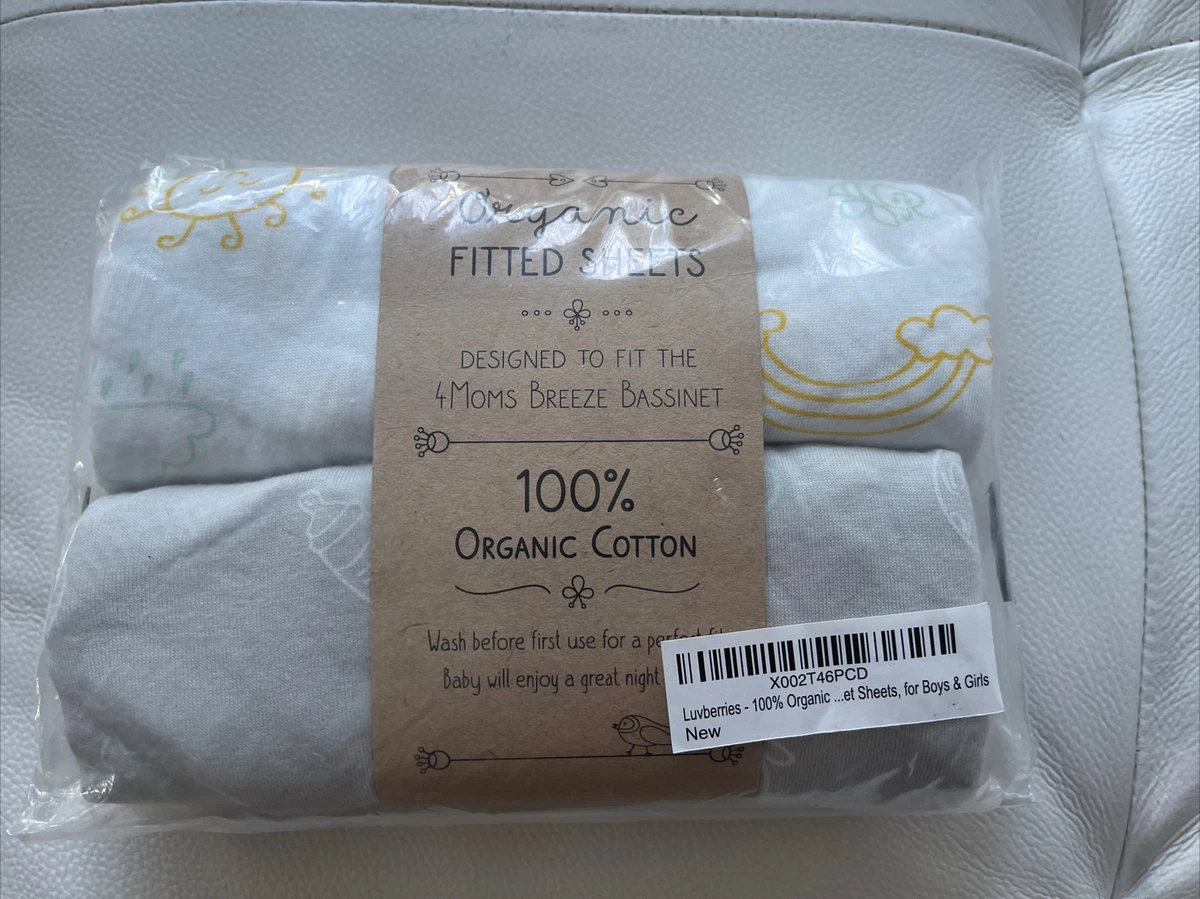 Organic
FITTED SHEETS
DESIGNED TO FIT THE
4MOMS BREEZE BASSINET
100%
ORGANIC COTTON
Wash before first use for a perfect
Baby will enjoy a great night
X002T46PCD
Luvberries - 100% Organic ...et Sheets, for Boys & Girls
New